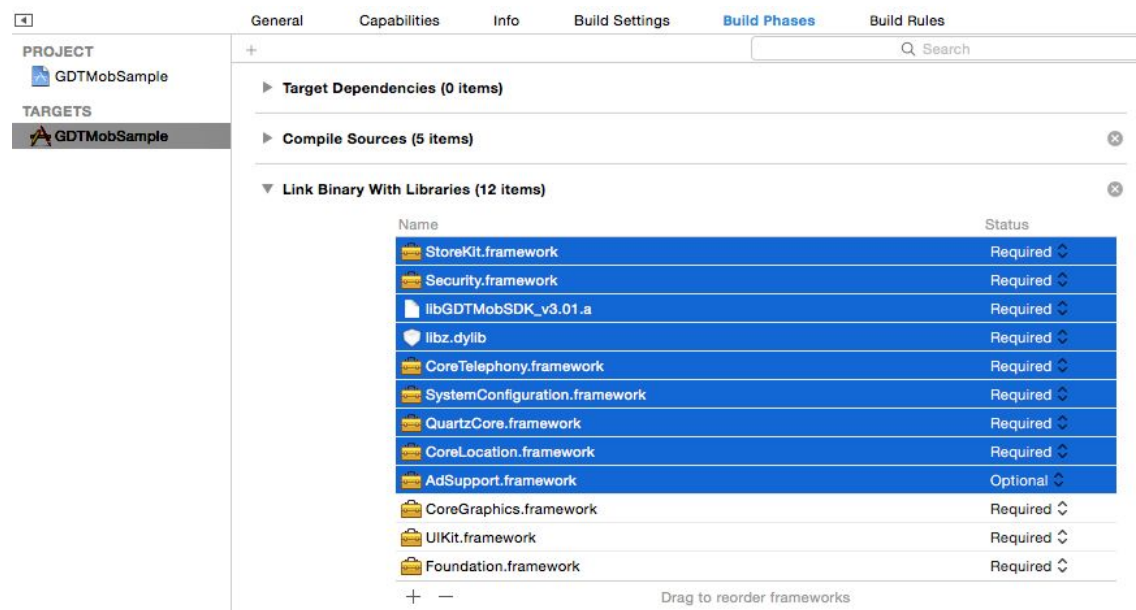 General Capabilities Info Build Settings Build Phases Build Rules
PROJECT
GDTMobSample
TARGETS
GDTMobSample
+ Search
Target Dependencies (0 items)
Compile Sources (5 items)
Link Binary With Libraries (12 items)
Name Status
StoreKit.framework Required
Security.framework Required
libGDTMobSDK_v3.01.a Required
libz.dylib Required
CoreTelephony.framework Required
SystemConfiguration.framework Required
QuartzCore.framework Required
CoreLocation.framework Required
AdSupport.framework Optional
CoreGraphics.framework Required
UIKit.framework Required
Foundation.framework Required
+ — Drag to reorder frameworks